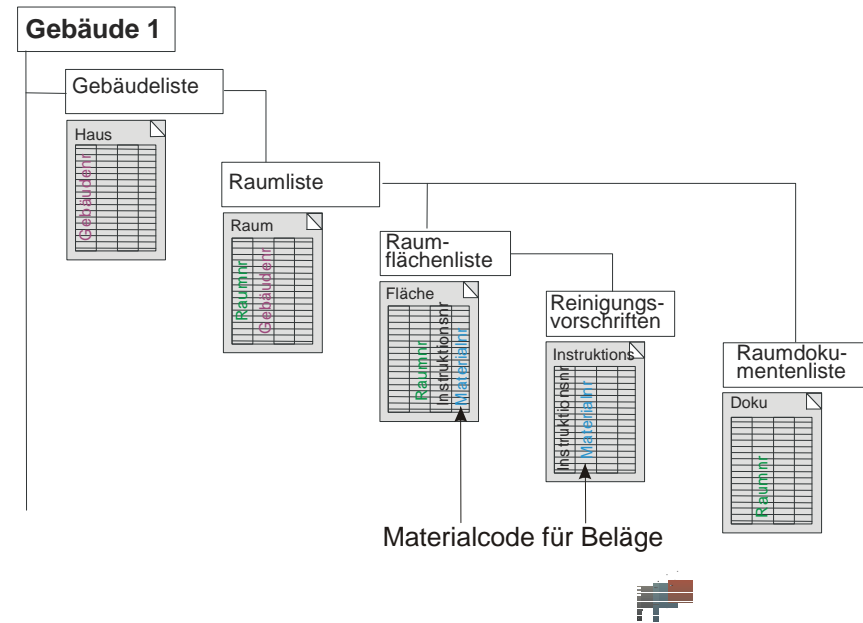 Gebäude 1
Gebäudeliste
Haus
Gebäudenr
Raumliste
Raum
Raumnr
Gebäudenr
Raum-
flächenliste
Fläche
Raumnr
Instruktionsnr
Materialnr
Reinigungs-
vorschriften
Instruktions
Instruktionsnr
Materialnr
Raumdoku-
mentenliste
Doku
Raumnr
Materialcode für Beläge